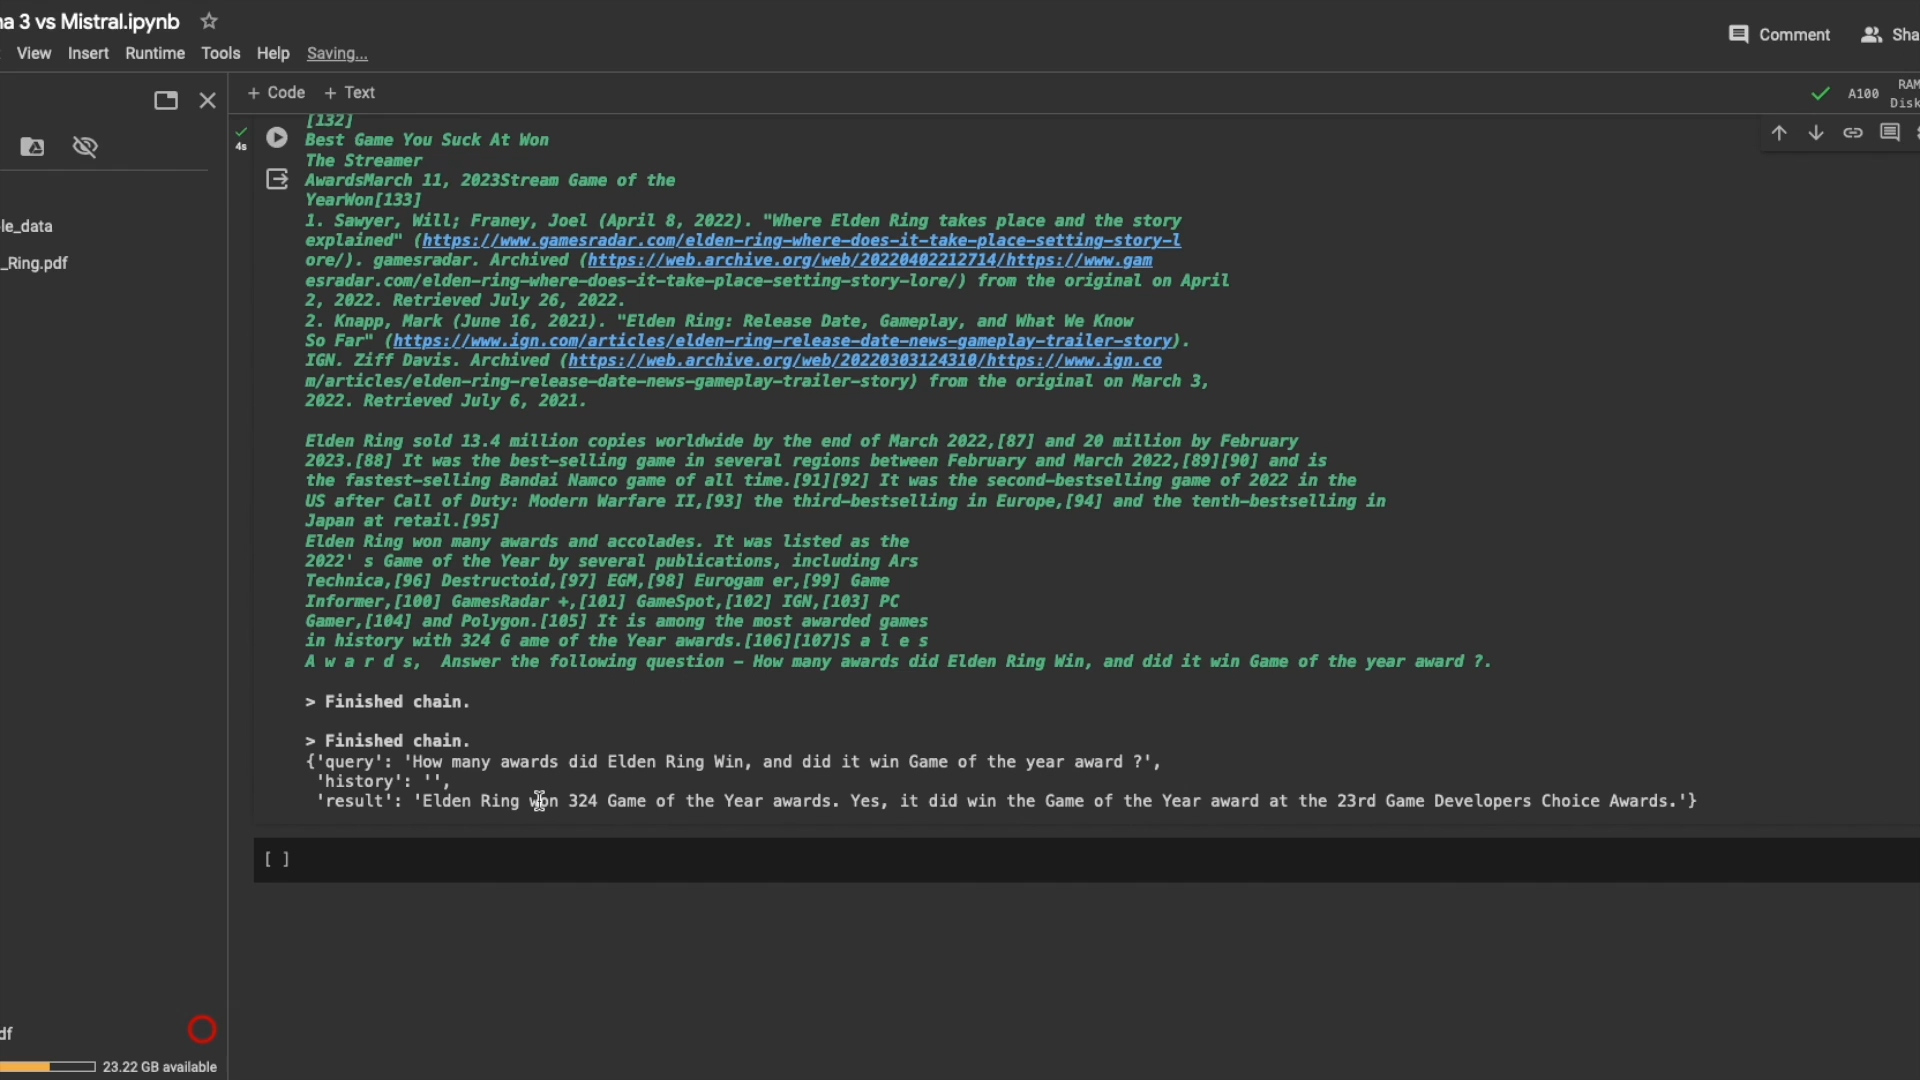 na 3 vs Mistral.ipynb
View Insert Runtime Tools Help Saving...
Comment
Sha
+ Code + Text
A100
RAM
Disk
le_data
_Ring.pdf
4s
[132]
Best Game You Suck At Won
The Streamer
AwardsMarch 11, 2023Stream Game of the
YearWon[133]
1. Sawyer, Will; Franey, Joel (April 8, 2022). "Where Elden Ring takes place and the story
explained" (https://www.gamesradar.com/elden-ring-where-does-it-take-place-setting-story-l
ore/). gamesradar. Archived (https://web.archive.org/web/20220402212714/https://www.gam
esradar.com/elden-ring-where-does-it-take-place-setting-story-lore/) from the original on April
2, 2022. Retrieved July 26, 2022.
2. Knapp, Mark (June 16, 2021). "Elden Ring: Release Date, Gameplay, and What We Know
So Far" (https://www.ign.com/articles/elden-ring-release-date-news-gameplay-trailer-story).
IGN. Ziff Davis. Archived (https://web.archive.org/web/20220303124310/https://www.ign.co
m/articles/elden-ring-release-date-news-gameplay-trailer-story) from the original on March 3,
2022. Retrieved July 6, 2021.
Elden Ring sold 13.4 million copies worldwide by the end of March 2022,[87] and 20 million by February
2023.[88] It was the best-selling game in several regions between February and March 2022,[89][90] and is
the fastest-selling Bandai Namco game of all time.[91][92] It was the second-bestselling game of 2022 in the
US after Call of Duty: Modern Warfare II,[93] the third-bestselling in Europe,[94] and the tenth-bestselling in
Japan at retail.[95]
Elden Ring won many awards and accolades. It was listed as the
2022' s Game of the Year by several publications, including Ars
Technica,[96] Destructoid,[97] EGM,[98] Eurogam er,[99] Game
Informer,[100] GamesRadar +,[101] GameSpot,[102] IGN,[103] PC
Gamer,[104] and Polygon.[105] It is among the most awarded games
in history with 324 G ame of the Year awards.[106][107]S a l e s
A w a r d s,  Answer the following question - How many awards did Elden Ring Win, and did it win Game of the year award ?.
> Finished chain.
> Finished chain.
{'query': 'How many awards did Elden Ring Win, and did it win Game of the year award ?',
'history': '',
'result': 'Elden Ring won 324 Game of the Year awards. Yes, it did win the Game of the Year award at the 23rd Game Developers Choice Awards.'}
[ ]
df
23.22 GB available